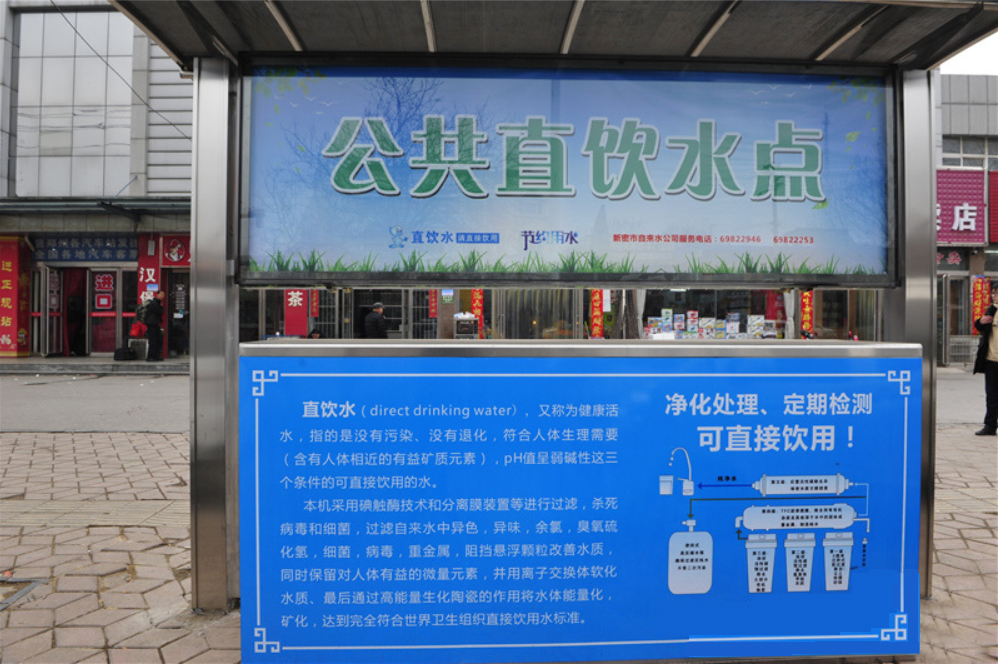 公共直饮水点
直饮水 请直接饮用 节约用水 新密市自来水公司服务电话：69822946 69822253
店
进口
汉
茶
直饮水（direct drinking water），又称为健康活
水，指的是没有污染、没有退化，符合人体生理需要
（含有人体相近的有益矿质元素），pH值呈弱碱性这三
个条件的可直接饮用的水。
本机采用碘触酶技术和分离膜装置等进行过滤，杀死
病毒和细菌，过滤自来水中异色，异味，余氯，臭氧硫
化氢，细菌，病毒，重金属，阻挡悬浮颗粒改善水质，
同时保留对人体有益的微量元素，并用离子交换体软化
水质、最后通过高能量生化陶瓷的作用将水体能量化，
矿化，达到完全符合世界卫生组织直接饮用水标准。
净化处理、定期检测
可直接饮用！
纯净水